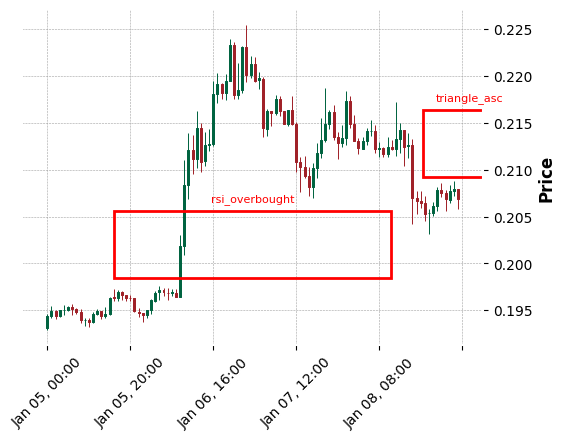 0.225
0.220
triangle_asc
0.215
0.210
Price
rsi_overbought
0.205
0.200
0.195
Jan 05, 00:00
Jan 05, 20:00
Jan 06, 16:00
Jan 07, 12:00
Jan 08, 08:00